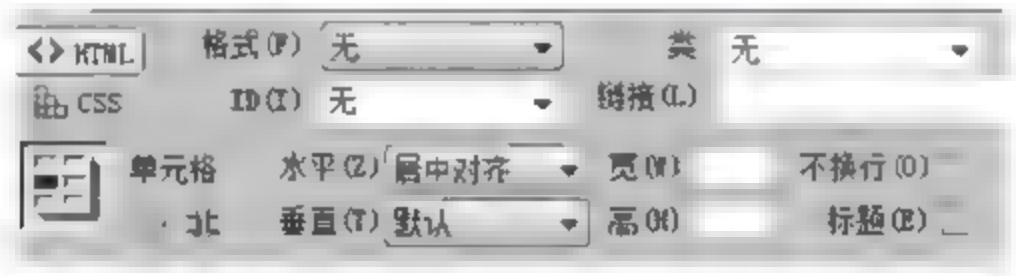 <> HTML 格式(F) 无 类 无
CSS ID(I) 无 链接(L)
单元格 水平(Z) 居中对齐 宽(W) 不换行(O)
北 垂直(T) 默认 高(H) 标题(E)